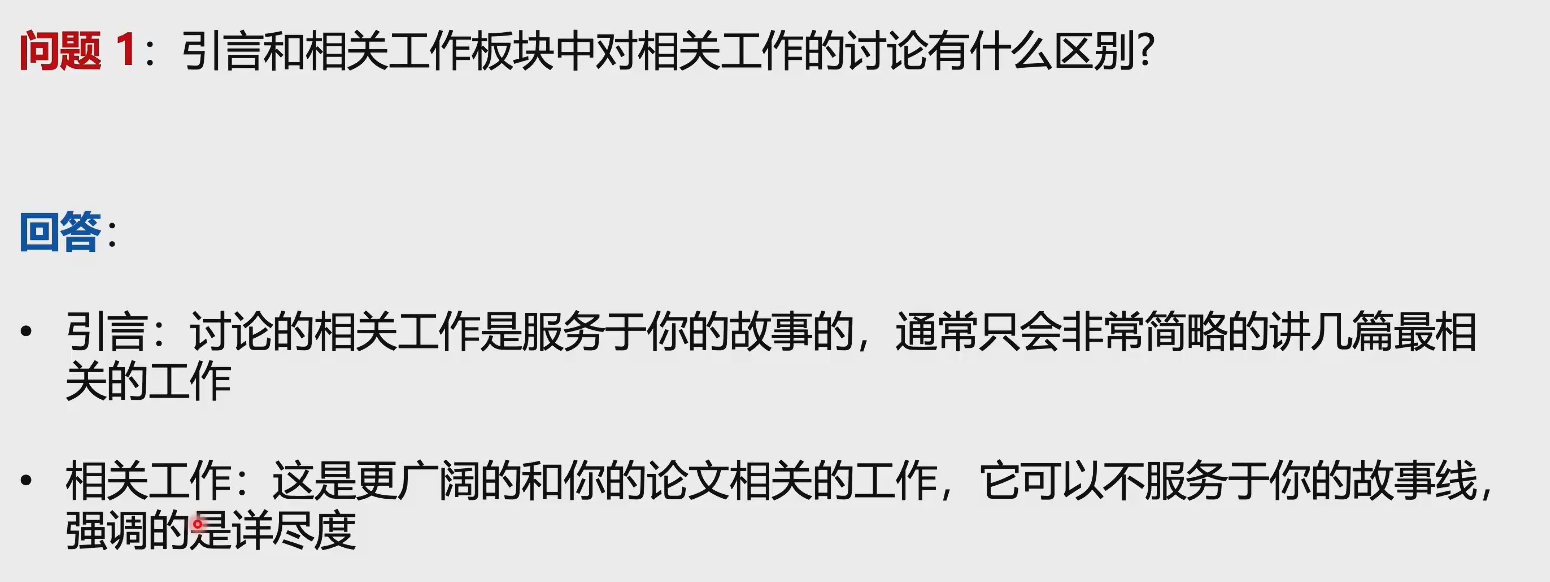 问题 1：引言和相关工作板块中对相关工作的讨论有什么区别?
回答：
• 引言：讨论的相关工作是服务于你的故事的，通常只会非常简略的讲几篇最相
关的工作
• 相关工作：这是更广阔的和你的论文相关的工作，它可以不服务于你的故事线，
强调的是详尽度